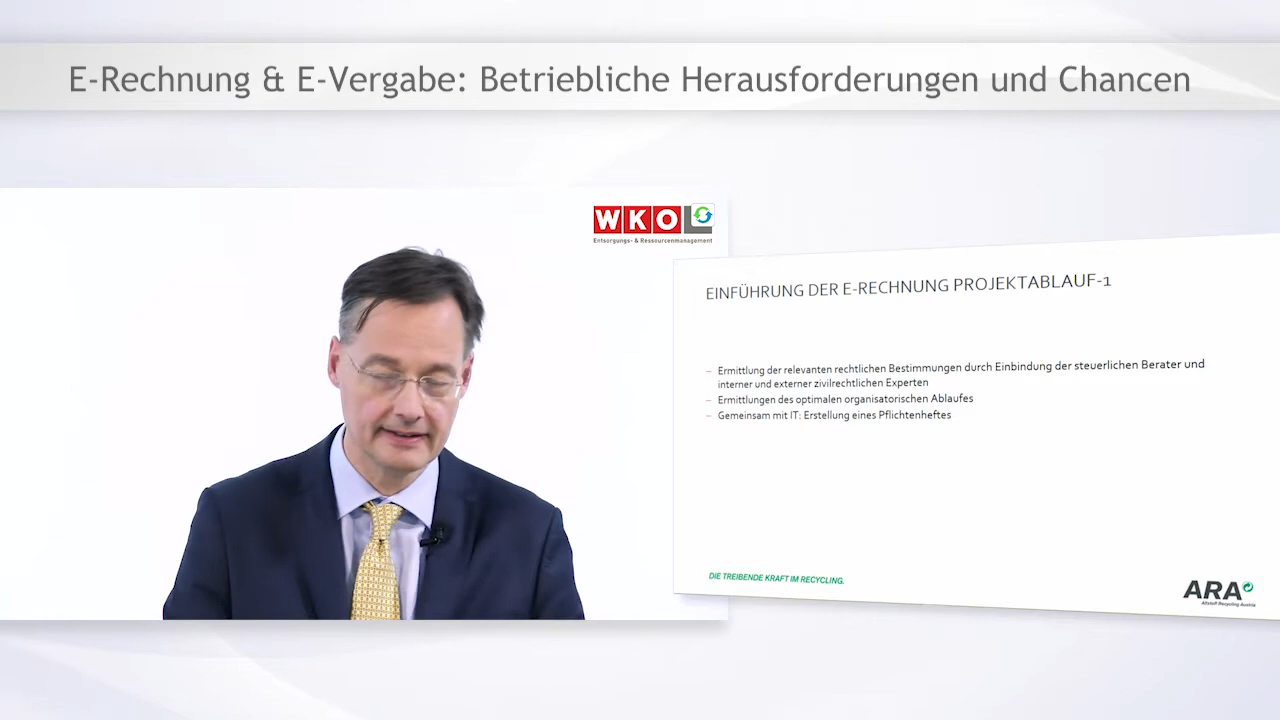 E-Rechnung & E-Vergabe: Betriebliche Herausforderungen und Chancen
WKO
Entsorgungs- & Ressourcenmanagement
EINFÜHRUNG DER E-RECHNUNG PROJEKTABLAUF-1
– Ermittlung der relevanten rechtlichen Bestimmungen durch Einbindung der steuerlichen Berater und
interner und externer zivilrechtlichen Experten
– Ermittlungen des optimalen organisatorischen Ablaufes
– Gemeinsam mit IT: Erstellung eines Pflichtenheftes
DIE TREIBENDE KRAFT IM RECYCLING.
ARA
Altstoff Recycling Austria